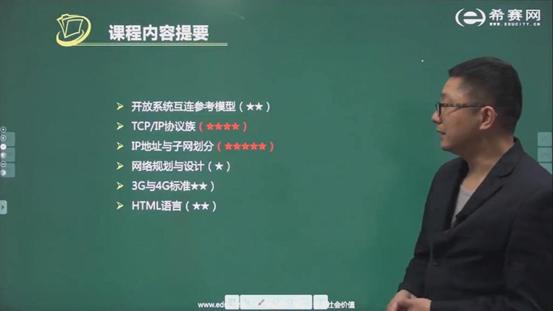 希赛网
WWW.EDUCITY.CN
课程内容提要
开放系统互连参考模型（★★）
TCP/IP协议族（★★★★）
IP地址与子网划分（★★★★★）
网络规划与设计（★）
3G与4G标准★★）
HTML语言（★★）
www.edu
社会价值